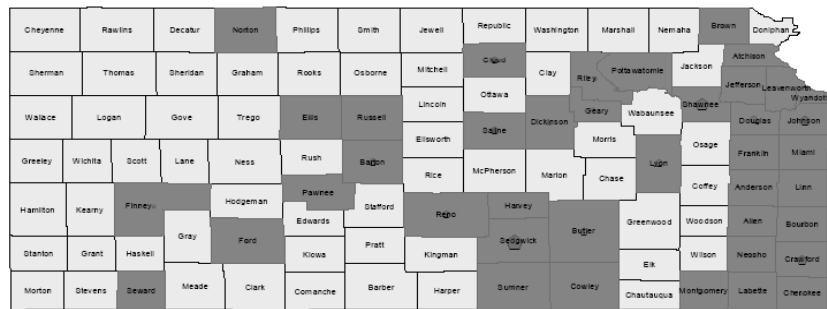 Cheyenne Rawlins Decatur Norton Phillips Smith Jewell Republic Washington Marshall Nemaha Brown Doniphan
Sherman Thomas Sheridan Graham Rooks Osborne Mitchell Cloud Clay Riley Pottawatomie Jackson Atchison
Jefferson Leavenworth
Wyandott
Wallace Logan Gove Trego Ellis Russell Lincoln Ottawa Dickinson Geary Wabaunsee Shawnee Douglas Johnson
Ellsworth Saline Morris
Greeley Wichita Scott Lane Ness Rush Barton Rice McPherson Marion Chase Lyon Osage Franklin Miami
Hamilton Kearny Finney Hodgeman Pawnee Stafford Reno Harvey Coffey Anderson Linn
Edwards
Gray Ford Sedgwick Butler Greenwood Woodson Allen Bourbon
Stanton Grant Haskell Kiowa Pratt Kingman Elk Wilson Neosho Crawford
Morton Stevens Seward Meade Clark Comanche Barber Harper Sumner Cowley Chautauqua Montgomery Labette Cherokee